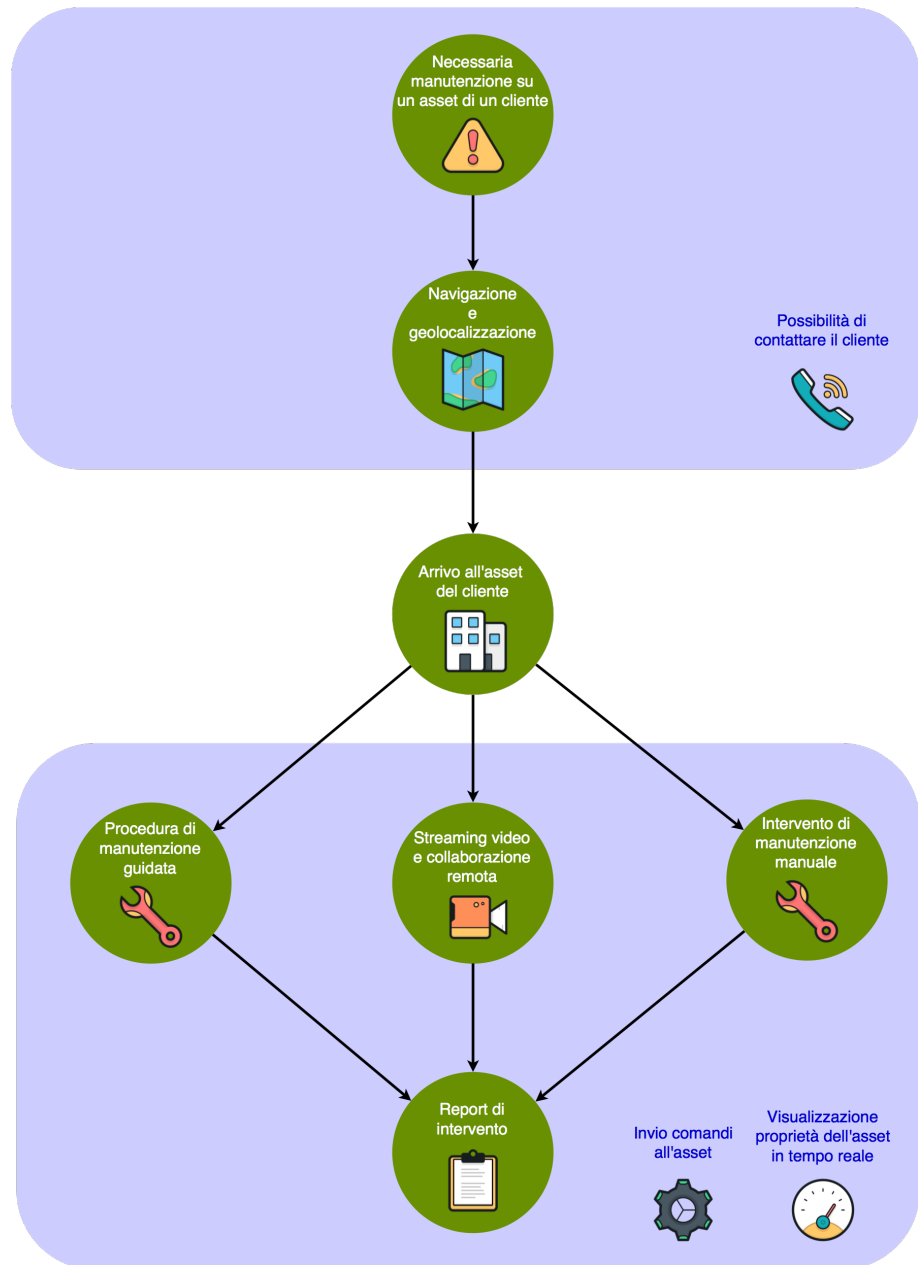 Necessaria
manutenzione su
un asset di un cliente
Navigazione
e
geolocalizzazione
Possibilità di
contattare il cliente
Arrivo all'asset
del cliente
Procedura di
manutenzione
guidata
Streaming video
e collaborazione
remota
Intervento di
manutenzione
manuale
Report di
intervento
Invio comandi
all'asset
Visualizzazione
proprietà dell'asset
in tempo reale